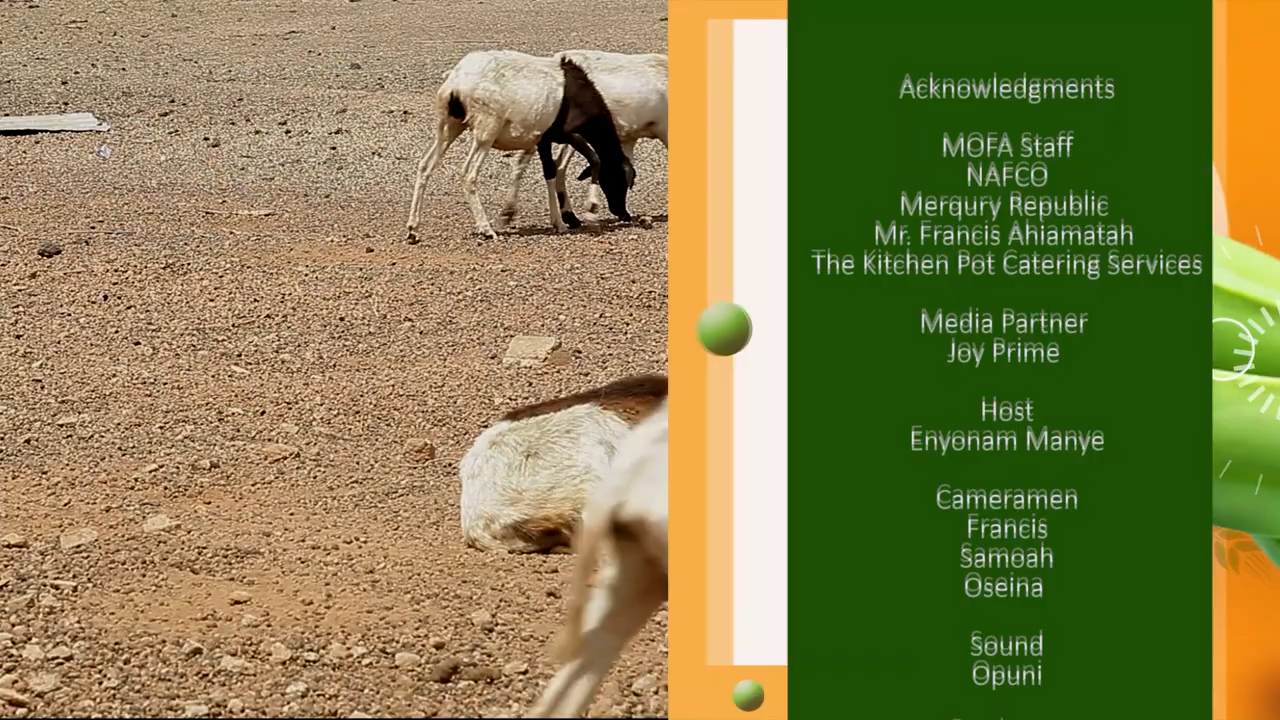 Acknowledgments
MOFA Staff
NAFCO
Merqury Republic
Mr. Francis Ahiamatah
The Kitchen Pot Catering Services
Media Partner
Joy Prime
Host
Enyonam Manye
Cameramen
Francis
Samoah
Oseina
Sound
Opuni